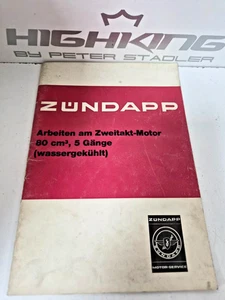 HIGHKING
BY PETER STADLER
ZÜNDAPP
Arbeiten am Zweitakt-Motor
80 cm³, 5 Gänge
(wassergekühlt)
ZÜNDAPP
MOTOR-SERVICE